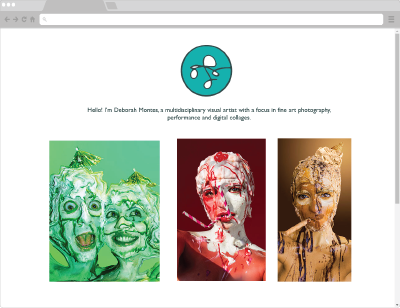 Hello! I'm Deborah Montes, a multidisciplinary visual artist with a focus in fine art photography,
performance and digital collages.